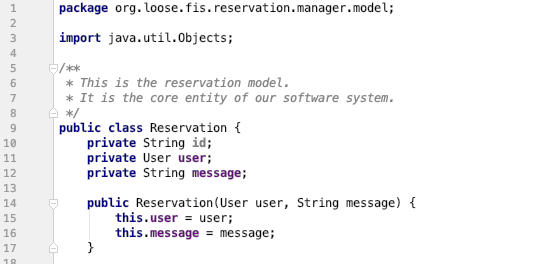 1 package org.loose.fis.reservation.manager.model;
2
3 import java.util.Objects;
4
5 /**
6  * This is the reservation model.
7  * It is the core entity of our software system.
8  */
9 public class Reservation {
10     private String id;
11     private User user;
12     private String message;
13
14     public Reservation(User user, String message) {
15         this.user = user;
16         this.message = message;
17     }
18